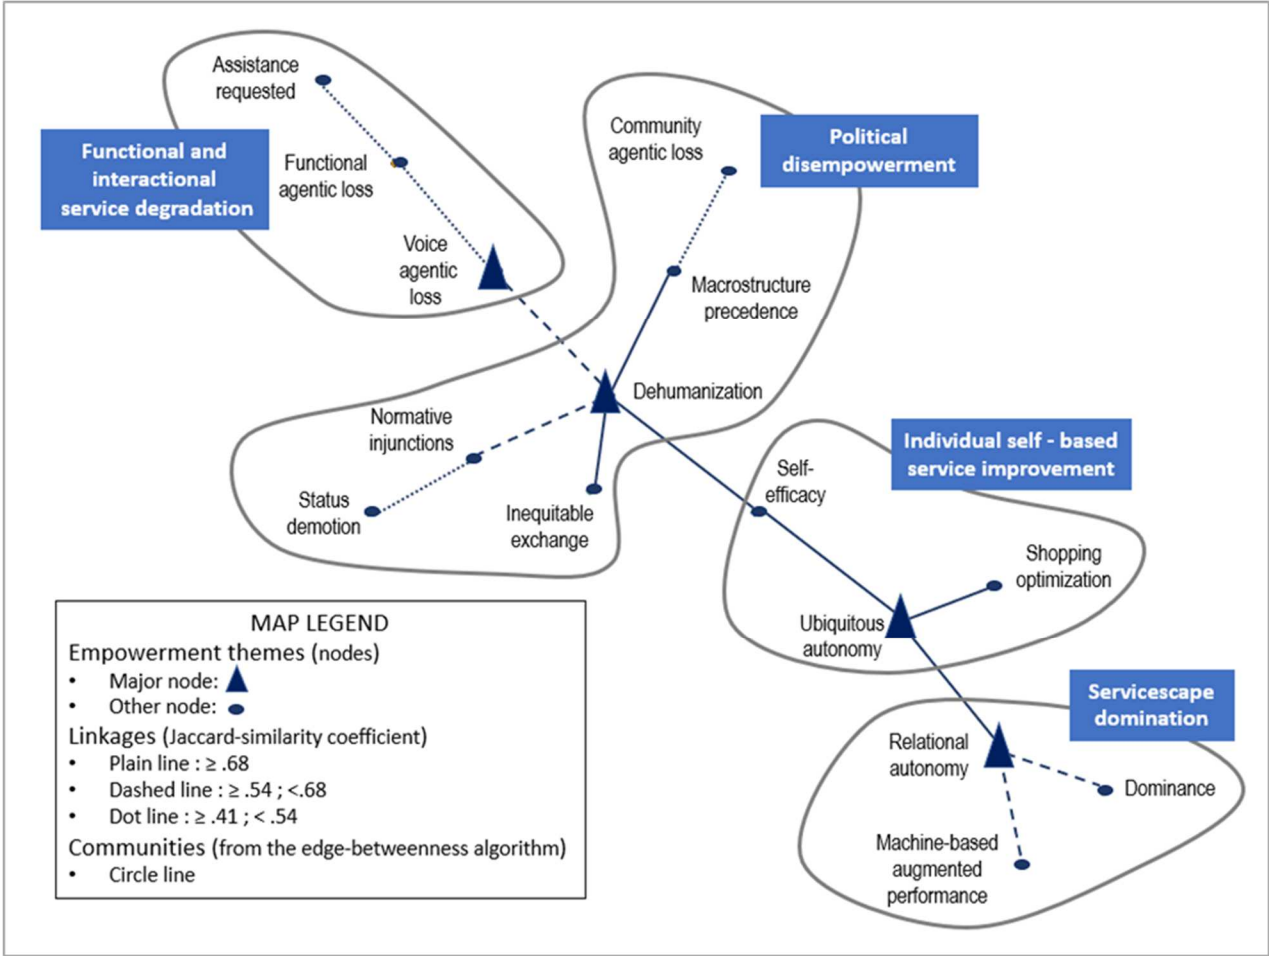 Assistance
requested
Functional and
interactional
service degradation
Functional
agentic loss
Voice
agentic
loss
Community
agentic loss
Political
disempowerment
Macrostructure
precedence
Dehumanization
Normative
injunctions
Status
demotion
Inequitable
exchange
Individual self - based
service improvement
Self-
efficacy
Shopping
optimization
Ubiquitous
autonomy
Servicescape
domination
Relational
autonomy
Dominance
Machine-based
augmented
performance
MAP LEGEND
Empowerment themes (nodes)
• Major node:
• Other node:
Linkages (Jaccard-similarity coefficient)
• Plain line : ≥ .68
• Dashed line : ≥ .54 ; <.68
• Dot line : ≥ .41 ; < .54
Communities (from the edge-betweenness algorithm)
• Circle line